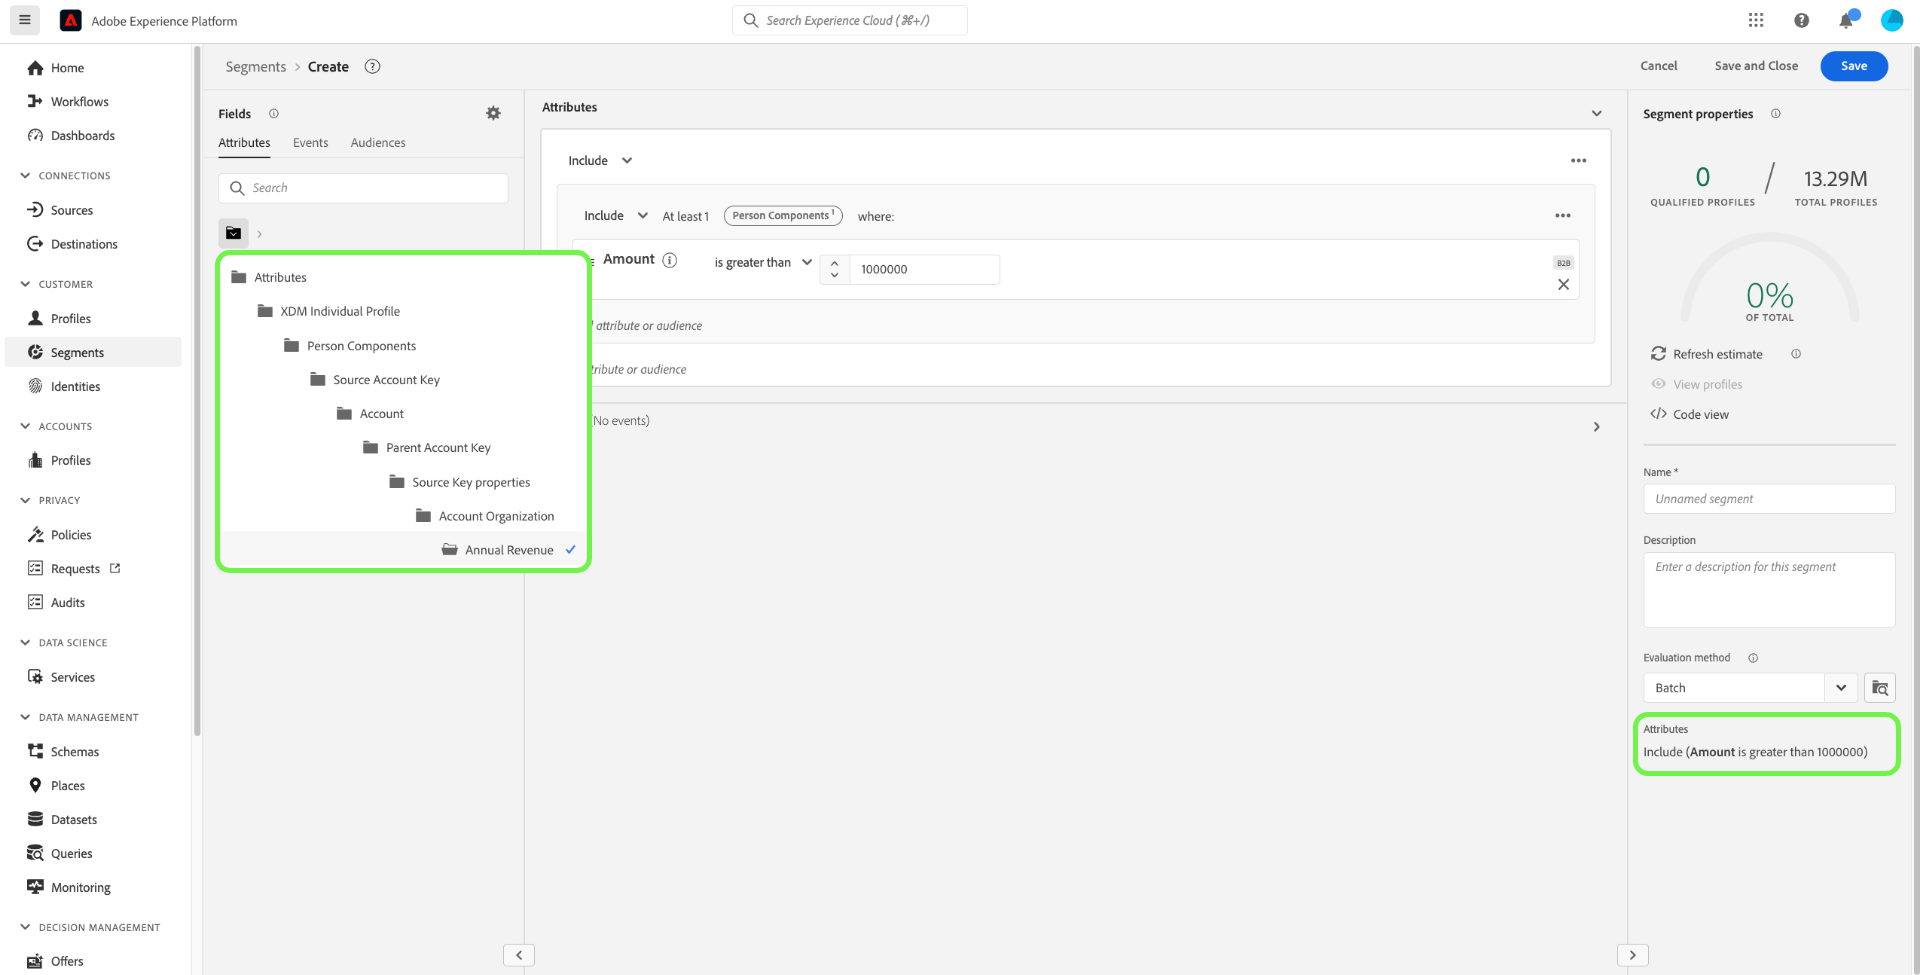 Adobe Experience Platform
Search Experience Cloud (⌘+/)
Home
Workflows
Dashboards
CONNECTIONS
Sources
Destinations
CUSTOMER
Profiles
Segments
Identities
ACCOUNTS
Profiles
PRIVACY
Policies
Requests
Audits
DATA SCIENCE
Services
DATA MANAGEMENT
Schemas
Places
Datasets
Queries
Monitoring
DECISION MANAGEMENT
Offers
Segments > Create
Cancel
Save and Close
Save
Fields
Attributes Events Audiences
Search
Attributes
XDM Individual Profile
Person Components
Source Account Key
Account
Parent Account Key
Source Key properties
Account Organization
Annual Revenue
Attributes
Include
Include At least 1 Person Components 1 where:
Amount is greater than 1000000
B2B
attribute or audience
tribute or audience
(No events)
Segment properties
0 / 13.29M
QUALIFIED PROFILES TOTAL PROFILES
0%
OF TOTAL
Refresh estimate
View profiles
</> Code view
Name *
Unnamed segment
Description
Enter a description for this segment
Evaluation method
Batch
Attributes
Include (Amount is greater than 1000000)